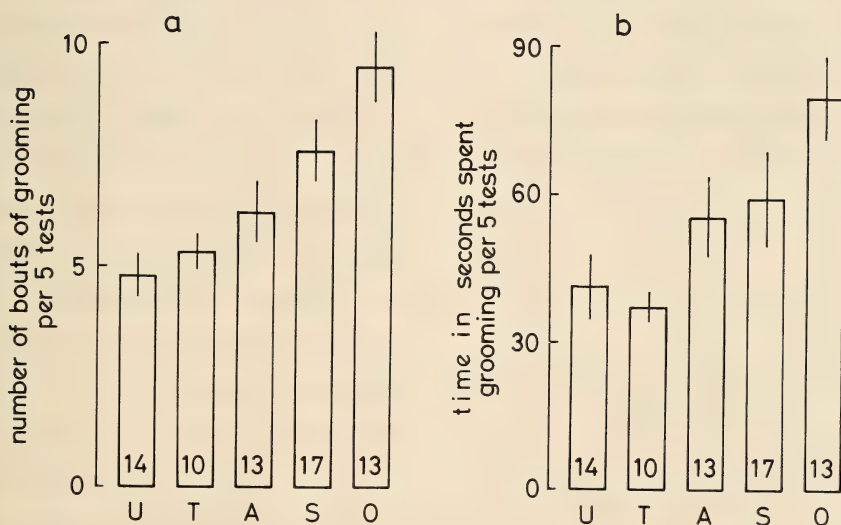 a
number of bouts of grooming
per 5 tests
10
5
0
14 10 13 17 13
U T A S O
b
time in seconds spent
grooming per 5 tests
90
60
30
0
14 10 13 17 13
U T A S O